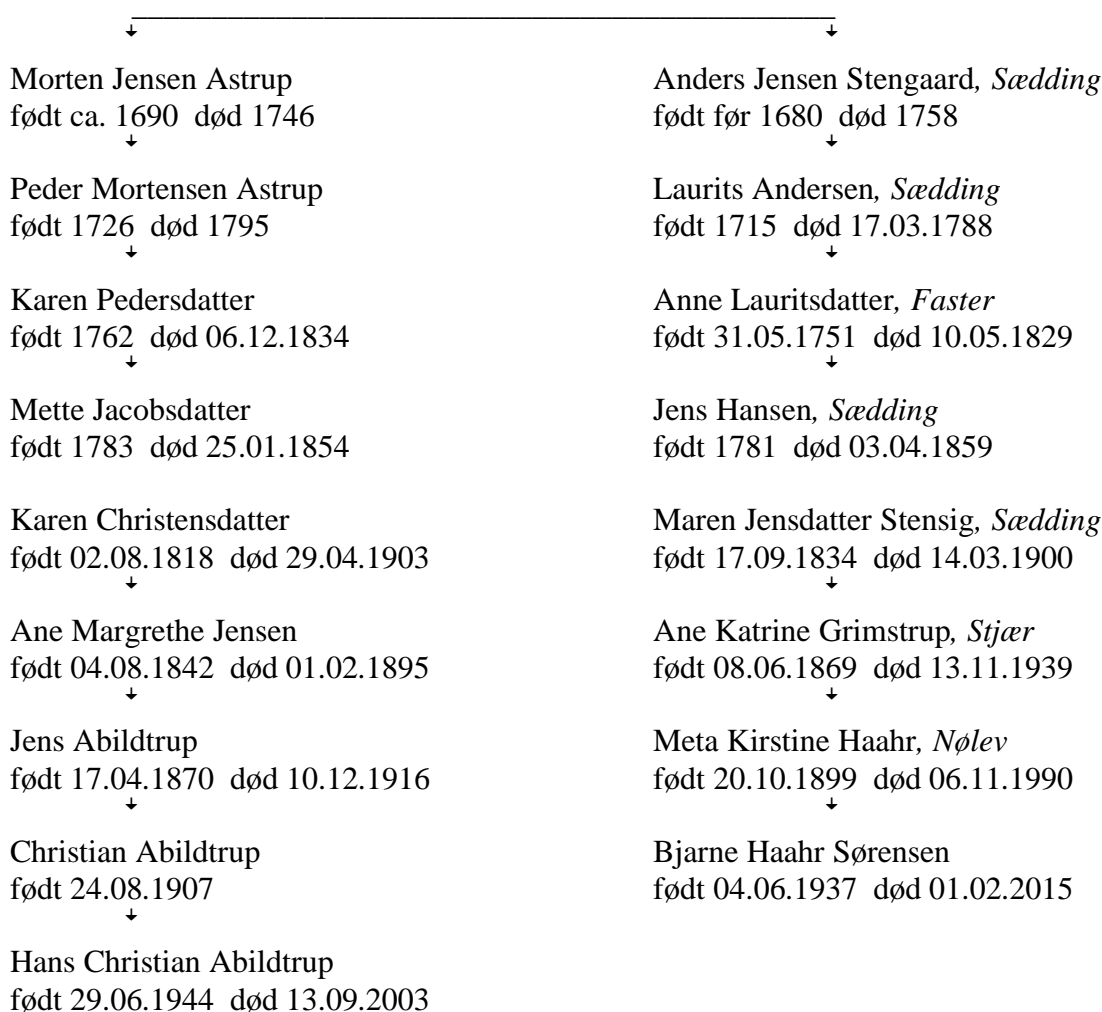 Morten Jensen Astrup
født ca. 1690 død 1746
Peder Mortensen Astrup
født 1726 død 1795
Karen Pedersdatter
født 1762 død 06.12.1834
Mette Jacobsdatter
født 1783 død 25.01.1854
Karen Christensdatter
født 02.08.1818 død 29.04.1903
Ane Margrethe Jensen
født 04.08.1842 død 01.02.1895
Jens Abildtrup
født 17.04.1870 død 10.12.1916
Christian Abildtrup
født 24.08.1907
Hans Christian Abildtrup
født 29.06.1944 død 13.09.2003
Anders Jensen Stengaard, Sædding
født før 1680 død 1758
Laurits Andersen, Sædding
født 1715 død 17.03.1788
Anne Lauritsdatter, Faster
født 31.05.1751 død 10.05.1829
Jens Hansen, Sædding
født 1781 død 03.04.1859
Maren Jensdatter Stensig, Sædding
født 17.09.1834 død 14.03.1900
Ane Katrine Grimstrup, Stjær
født 08.06.1869 død 13.11.1939
Meta Kirstine Haahr, Nølev
født 20.10.1899 død 06.11.1990
Bjarne Haahr Sørensen
født 04.06.1937 død 01.02.2015